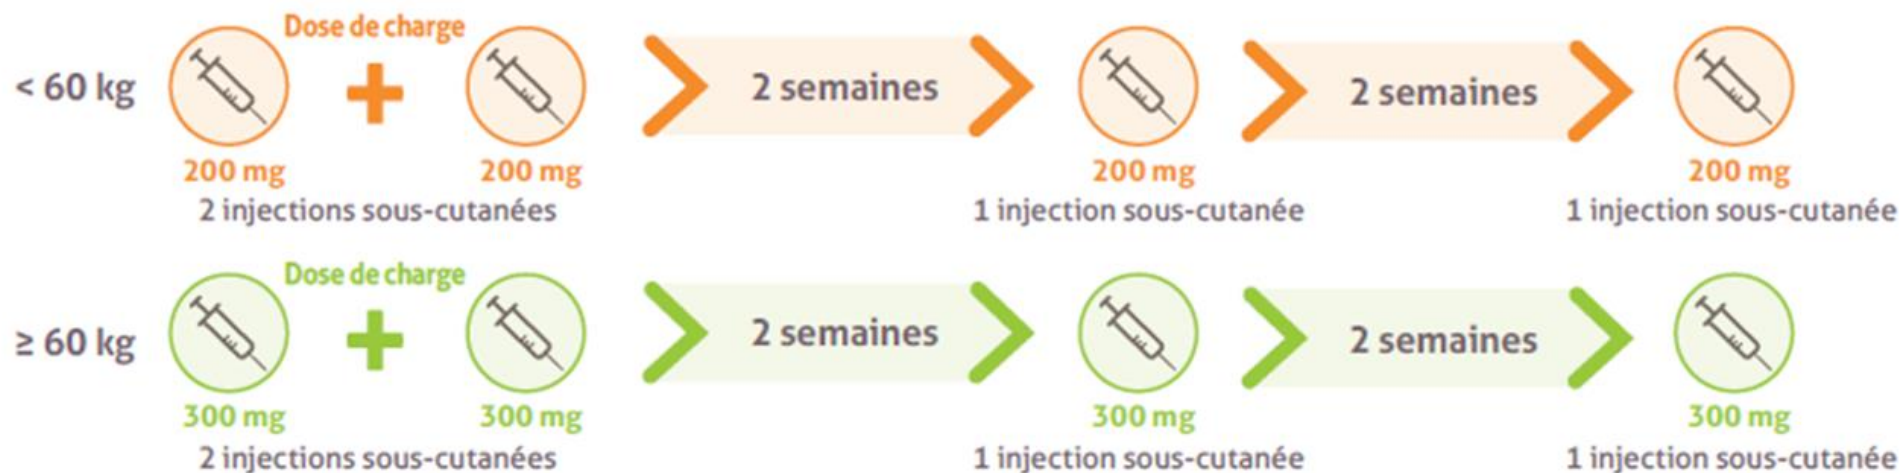 Dose de charge
< 60 kg + 2 semaines 2 semaines
200 mg 200 mg 200 mg 200 mg
2 injections sous-cutanées 1 injection sous-cutanée 1 injection sous-cutanée
Dose de charge
≥ 60 kg + 2 semaines 2 semaines
300 mg 300 mg 300 mg 300 mg
2 injections sous-cutanées 1 injection sous-cutanée 1 injection sous-cutanée